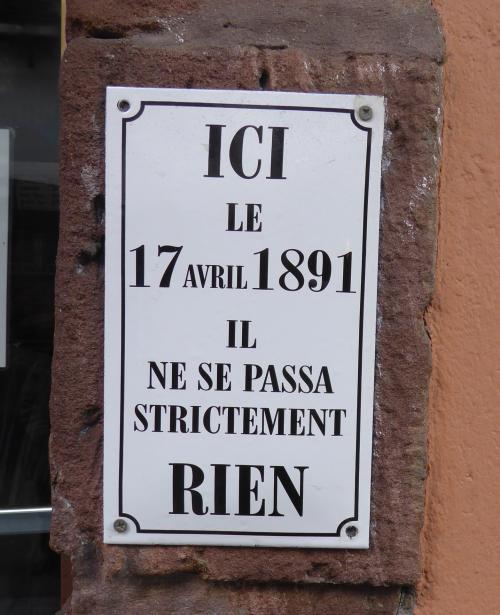 ICI
LE
17 AVRIL 1891
IL
NE SE PASSA
STRICTEMENT
RIEN